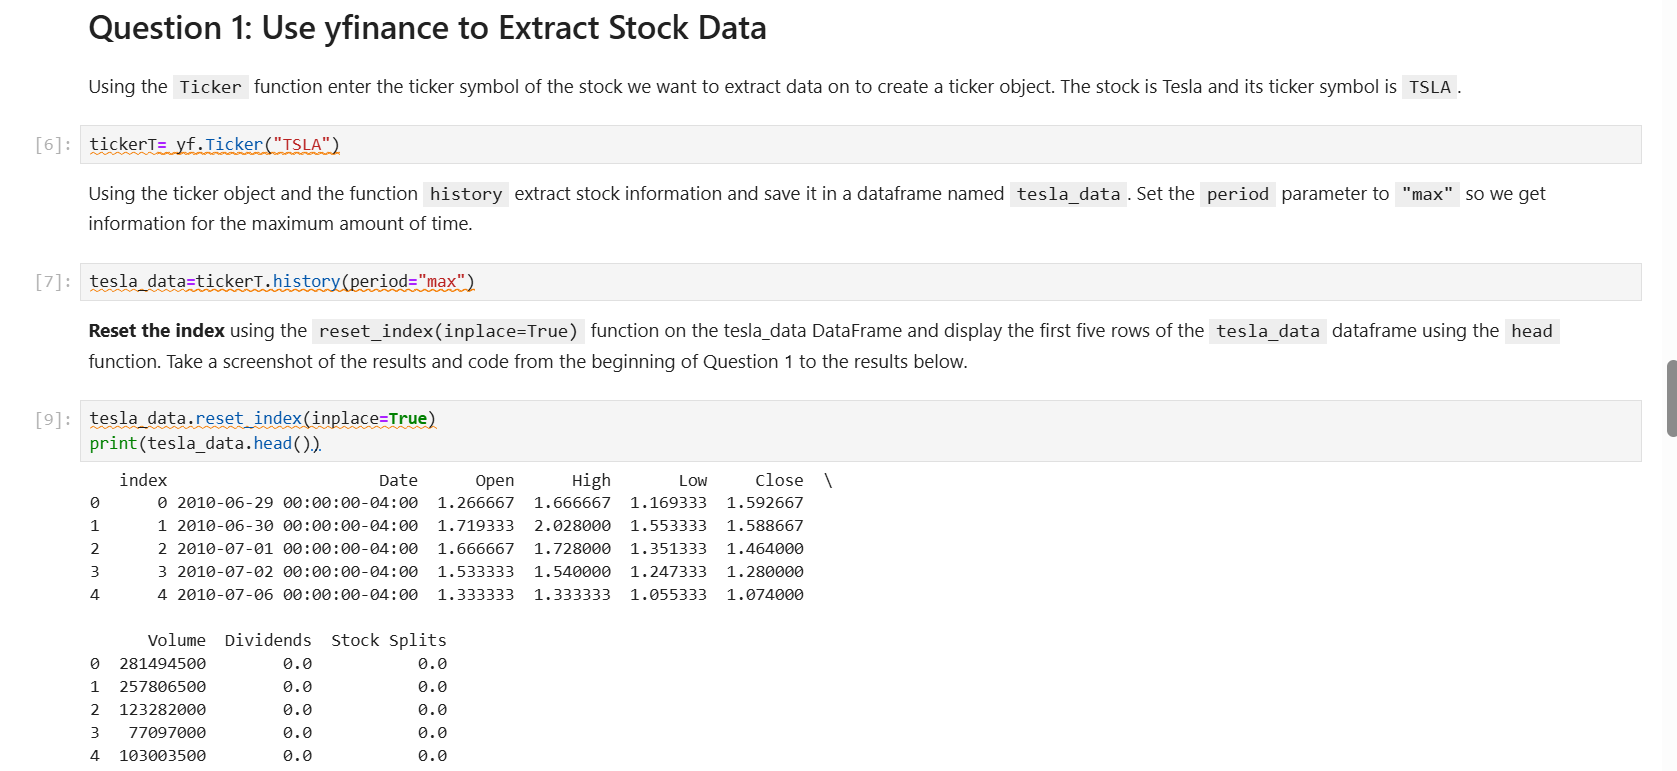 Question 1: Use yfinance to Extract Stock Data
Using the Ticker function enter the ticker symbol of the stock we want to extract data on to create a ticker object. The stock is Tesla and its ticker symbol is TSLA .
[6]: tickerT= yf.Ticker("TSLA")
Using the ticker object and the function history extract stock information and save it in a dataframe named tesla_data . Set the period parameter to "max" so we get
information for the maximum amount of time.
[7]: tesla_data=tickerT.history(period="max")
Reset the index using the reset_index(inplace=True) function on the tesla_data DataFrame and display the first five rows of the tesla_data dataframe using the head
function. Take a screenshot of the results and code from the beginning of Question 1 to the results below.
[9]: tesla_data.reset_index(inplace=True)
print(tesla_data.head())
   index                      Date      Open      High       Low     Close  \
0      0 2010-06-29 00:00:00-04:00  1.266667  1.666667  1.169333  1.592667
1      1 2010-06-30 00:00:00-04:00  1.719333  2.028000  1.553333  1.588667
2      2 2010-07-01 00:00:00-04:00  1.666667  1.728000  1.351333  1.464000
3      3 2010-07-02 00:00:00-04:00  1.533333  1.540000  1.247333  1.280000
4      4 2010-07-06 00:00:00-04:00  1.333333  1.333333  1.055333  1.074000
      Volume  Dividends  Stock Splits
0  281494500        0.0           0.0
1  257806500        0.0           0.0
2  123282000        0.0           0.0
3   77097000        0.0           0.0
4  103003500        0.0           0.0